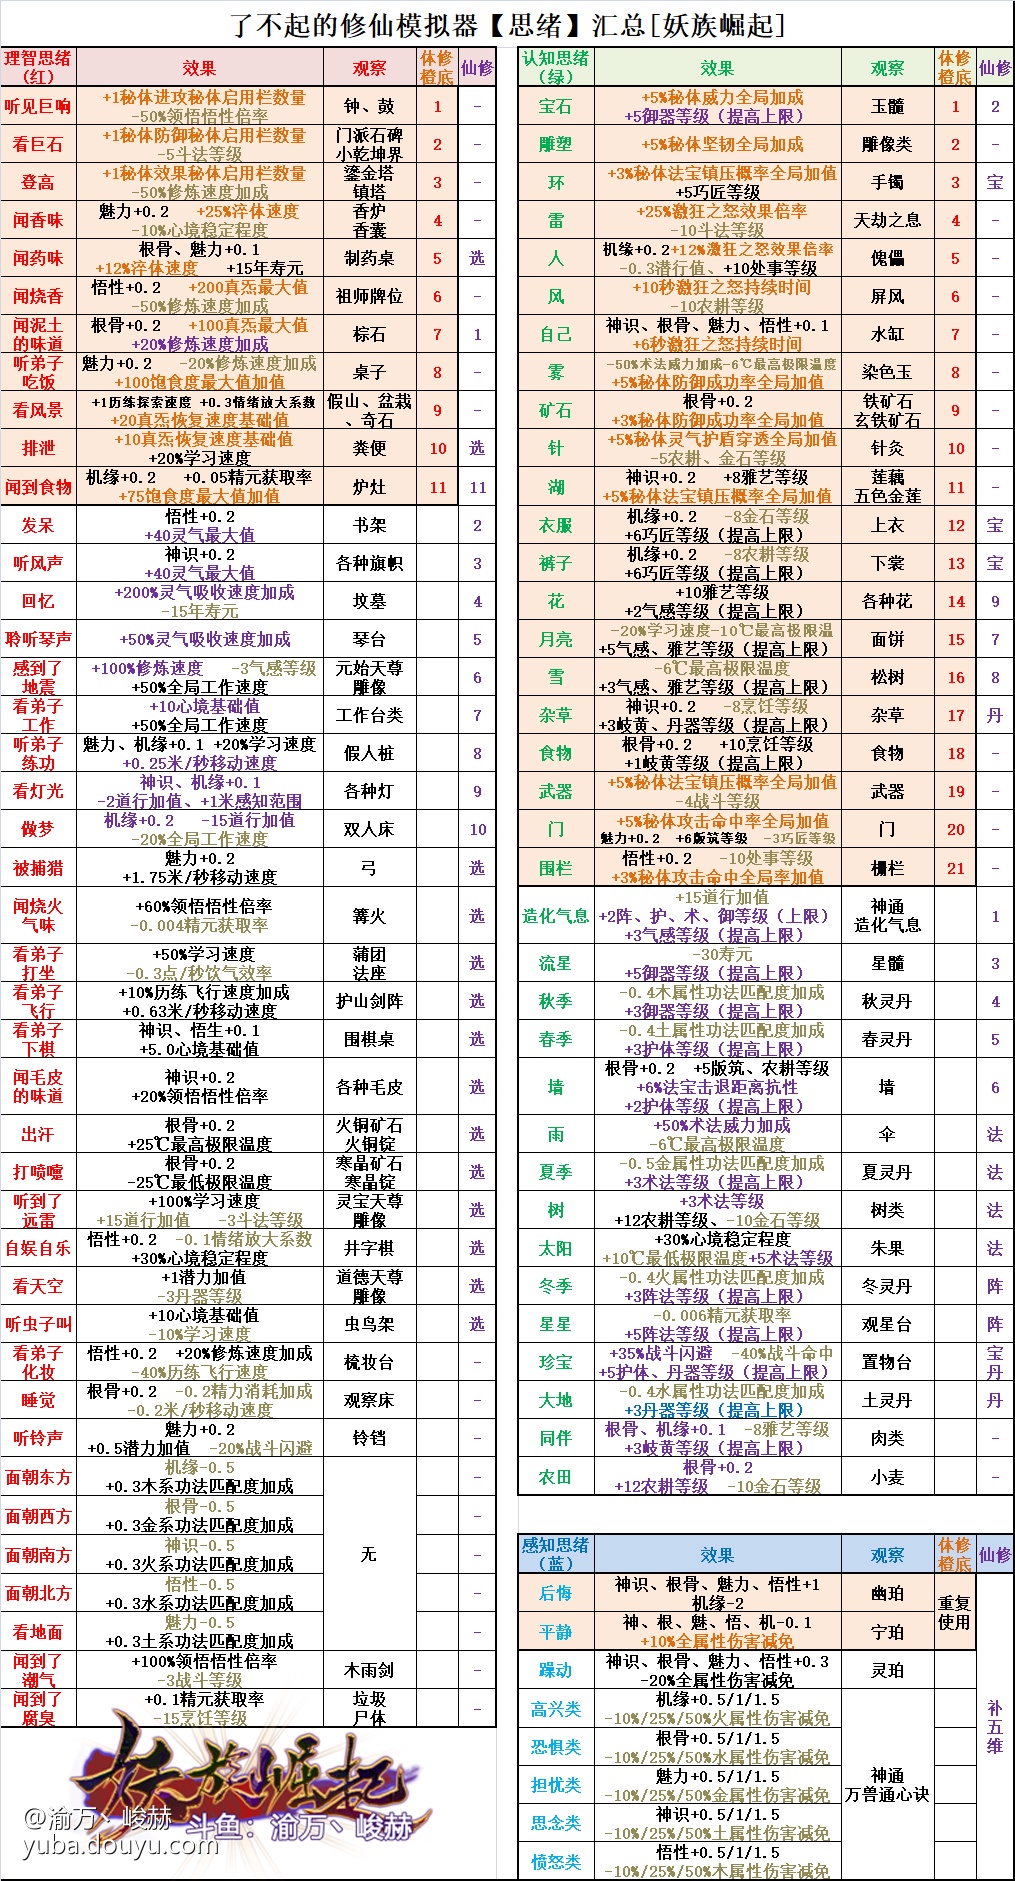 了不起的修仙模拟器【思绪】汇总[妖族崛起]
理智思绪（红） 效果 观察 体修橙底 仙修
听见巨响 +1秘体进攻秘体启用栏数量 -50%领悟悟性倍率 钟、鼓 1 -
看巨石 +1秘体防御秘体启用栏数量 -5斗法等级 门派石碑 小乾坤界 2 -
登高 +1秘体效果秘体启用栏数量 -50%修炼速度加成 鎏金塔 镇塔 3 -
闻香味 魅力+0.2 +25%淬体速度 -10%心境稳定程度 香炉 香囊 4 -
闻药味 根骨、魅力+0.1 +12%淬体速度 +15年寿元 制药桌 5 选
闻烧香 悟性+0.2 +200真炁最大值 -50%修炼速度加成 祖师牌位 6 -
闻泥土的味道 根骨+0.2 +100真炁最大值 +20%修炼速度加成 棕石 7 1
听弟子吃饭 魅力+0.2 -20%修炼速度加成 +100饱食度最大值加值 桌子 8 -
看风景 +1历练探索速度 +0.3情绪放大系数 +20真炁恢复速度基础值 假山、盆栽、奇石 9 -
排泄 +10真炁恢复速度基础值 +20%学习速度 粪便 10 选
闻到食物 机缘+0.2 +0.05精元获取率 +75饱食度最大值加值 炉灶 11 11
发呆 悟性+0.2 +40灵气最大值 书架 2
听风声 神识+0.2 +40灵气最大值 各种旗帜 3
回忆 +200%灵气吸收速度加成 -15年寿元 坟墓 4
聆听琴声 +50%灵气吸收速度加成 琴台 5
感到了地震 +100%修炼速度 -3气感等级 +50%全局工作速度 元始天尊雕像 6
看弟子工作 +10心境基础值 +50%全局工作速度 工作台类 7
听弟子练功 魅力、机缘+0.1 +20%学习速度 +0.25米/秒移动速度 假人桩 8
看灯光 神识、机缘+0.1 -2道行加值、+1米感知范围 各种灯 9
做梦 机缘+0.2 -15道行加值 -20%全局工作速度 双人床 10
被捕猎 魅力+0.2 +1.75米/秒移动速度 弓 选
闻烧火气味 +60%领悟悟性倍率 -0.004精元获取率 篝火 选
看弟子打坐 +50%学习速度 -0.3点/秒饮气效率 蒲团 法座 选
看弟子飞行 +10%历练飞行速度加成 +0.63米/秒移动速度 护山剑阵 选
看弟子下棋 神识、悟生+0.1 +5.0心境基础值 围棋桌 选
闻毛皮的味道 神识+0.2 +20%领悟悟性倍率 各种毛皮 选
出汗 根骨+0.2 +25℃最高极限温度 火铜矿石 火铜锭 选
打喷嚏 根骨+0.2 -25℃最低极限温度 寒晶矿石 寒晶锭 选
听到了远雷 +100%学习速度 +15道行加值 -3斗法等级 灵宝天尊雕像 选
自娱自乐 悟性+0.2 -0.1情绪放大系数 +30%心境稳定程度 井字棋 选
看天空 +1潜力加值 -3丹器等级 道德天尊雕像 选
听虫子叫 +10心境基础值 -10%学习速度 虫鸟架 选
看弟子化妆 悟性+0.2 +20%修炼速度加成 -40%历练飞行速度 梳妆台 -
睡觉 根骨+0.2 -0.2精力消耗加成 -0.2米/秒移动速度 观察床 -
听铃声 魅力+0.2 +0.5潜力加值 -20%战斗闪避 铃铛 -
面朝东方 机缘-0.5 +0.3木系功法匹配度加成 -
面朝西方 根骨-0.5 +0.3金系功法匹配度加成 -
面朝南方 神识-0.5 +0.3火系功法匹配度加成 无 -
面朝北方 悟性-0.5 +0.3水系功法匹配度加成 -
看地面 魅力-0.5 +0.3土系功法匹配度加成 -
闻到了潮气 +100%领悟悟性倍率 -3战斗等级 木雨剑 -
闻到了腐臭 +0.1精元获取率 -15烹饪等级 垃圾 尸体 -
认知思绪（绿） 效果 观察 体修橙底 仙修
宝石 +5%秘体威力全局加成 +5御器等级（提高上限） 玉髓 1 2
雕塑 +5%秘体坚韧全局加成 雕像类 2 -
环 +3%秘体法宝镇压概率全局加值 +5巧匠等级 手镯 3 宝
雷 +25%激狂之怒效果倍率 -10斗法等级 天劫之息 4 -
人 机缘+0.2+12%激狂之怒效果倍率 -0.3潜行值、+10处事等级 傀儡 5 -
风 +10秒激狂之怒持续时间 -10农耕等级 屏风 6 -
自己 神识、根骨、魅力、悟性+0.1 +6秒激狂之怒持续时间 水缸 7 -
雾 -50%术法威力加成-6℃最高极限温度 +5%秘体防御成功率全局加值 染色玉 8 -
矿石 根骨+0.2 +3%秘体防御成功率全局加值 铁矿石 玄铁矿石 9 -
针 +5%秘体灵气护盾穿透全局加值 -5农耕、金石等级 针灸 10 -
湖 神识+0.2 +8雅艺等级 +5%秘体法宝镇压概率全局加值 莲藕 五色金莲 11 -
衣服 机缘+0.2 -8金石等级 +6巧匠等级（提高上限） 上衣 12 宝
裤子 机缘+0.2 -8农耕等级 +6巧匠等级（提高上限） 下裳 13 宝
花 +10雅艺等级 +2气感等级（提高上限） 各种花 14 9
月亮 -20%学习速度-10℃最高极限温 +5气感、雅艺等级（提高上限） 面饼 15 7
雪 -6℃最高极限温度 +3气感、雅艺等级（提高上限） 松树 16 8
杂草 神识+0.2 -8烹饪等级 +3岐黄、丹器等级（提高上限） 杂草 17 丹
食物 根骨+0.2 +10烹饪等级 +1岐黄等级（提高上限） 食物 18 -
武器 +5%秘体法宝镇压概率全局加值 -4战斗等级 武器 19 -
门 +5%秘体攻击命中率全局加值 魅力+0.2 +6版筑等级 -3巧匠等级 门 20 -
围栏 悟性+0.2 -10处事等级 +3%秘体攻击命中全局率加值 栅栏 21 -
造化气息 +15道行加值 +2阵、护、术、御等级（上限） +3气感等级（提高上限） 神通 造化气息 1
流星 -30寿元 +5御器等级（提高上限） 星髓 3
秋季 -0.4木属性功法匹配度加成 +3御器等级（提高上限） 秋灵丹 4
春季 -0.4土属性功法匹配度加成 +3护体等级（提高上限） 春灵丹 5
墙 根骨+0.2 +5版筑、农耕等级 +6%法宝击退距离抗性 +2护体等级（提高上限） 墙 6
雨 +50%术法威力加成 -6℃最高极限温度 伞 法
夏季 -0.5金属性功法匹配度加成 +3术法等级（提高上限） 夏灵丹 法
树 +3术法等级 +12农耕等级、-10金石等级 树类 法
太阳 +30%心境稳定程度 +10℃最低极限温度+5术法等级 朱果 法
冬季 -0.4火属性功法匹配度加成 +3阵法等级（提高上限） 冬灵丹 阵
星星 -0.006精元获取率 +5阵法等级（提高上限） 观星台 阵
珍宝 +35%战斗闪避 -40%战斗命中 +5护体、丹器等级（提高上限） 置物台 宝丹
大地 -0.4水属性功法匹配度加成 +3丹器等级（提高上限） 土灵丹 丹
同伴 根骨、机缘+0.1 -8雅艺等级 +3岐黄等级（提高上限） 肉类 -
农田 根骨+0.2 +12农耕等级 -10金石等级 小麦 -
感知思绪（蓝） 效果 观察 体修橙底 仙修
后悔 神识、根骨、魅力、悟性+1 机缘-2 幽珀 重复使用
平静 神、根、魅、悟、机-0.1 +10%全属性伤害减免 宁珀
躁动 神识、根骨、魅力、悟性+0.3 -20%全属性伤害减免 灵珀
高兴类 机缘+0.5/1/1.5 -10%/25%/50%火属性伤害减免 补五维
恐惧类 根骨+0.5/1/1.5 -10%/25%/50%水属性伤害减免
担忧类 魅力+0.5/1/1.5 -10%/25%/50%金属性伤害减免 神通 万兽通心诀
思念类 神识+0.5/1/1.5 -10%/25%/50%土属性伤害减免
愤怒类 悟性+0.5/1/1.5 -10%/25%/50%木属性伤害减免
妖族崛起
@渝万丶峻赫
斗鱼：渝万丶峻赫
yuba.douyu.com